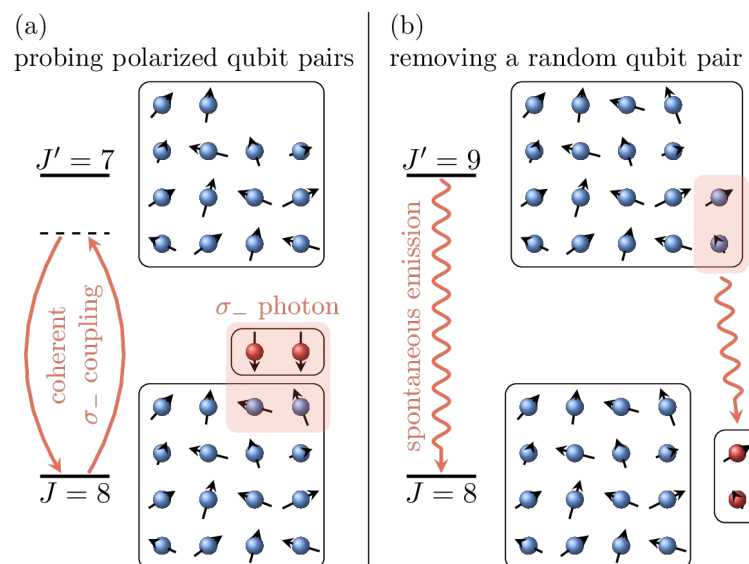 (a)
probing polarized qubit pairs
J′ = 7
coherent
σ₋ coupling
σ₋ photon
J = 8
(b)
removing a random qubit pair
J′ = 9
spontaneous emission
J = 8